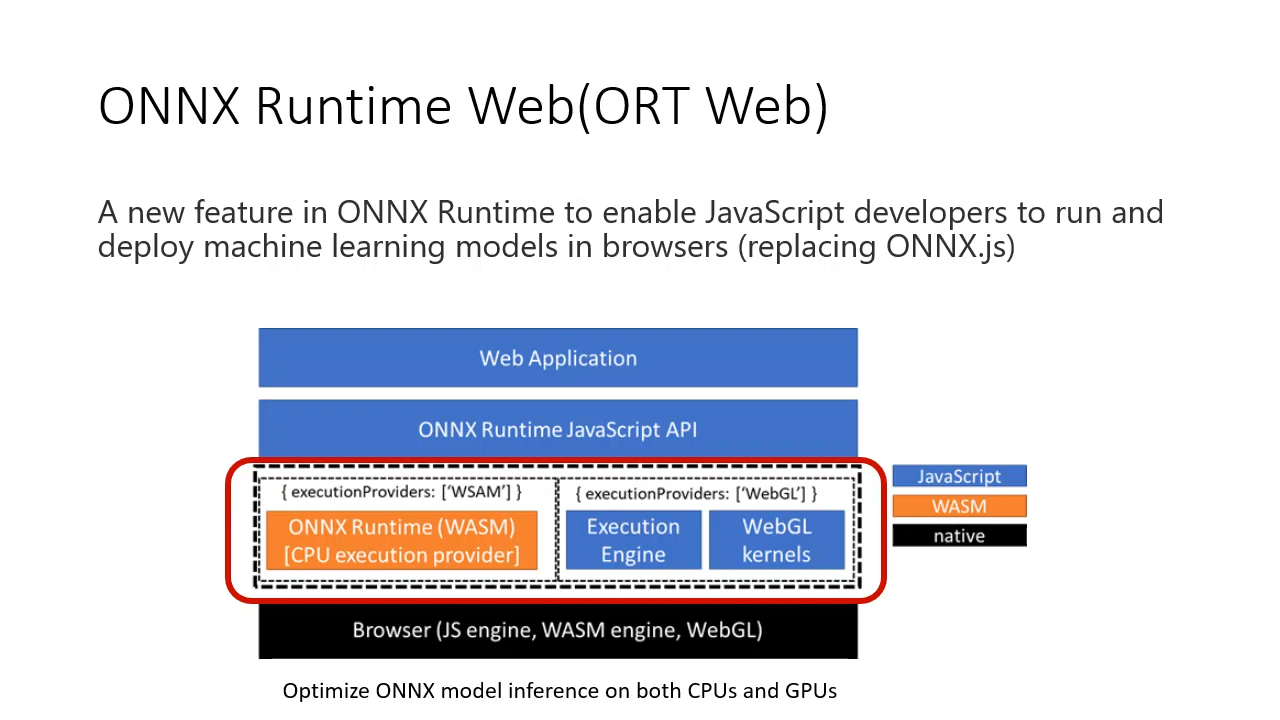 ONNX Runtime Web(ORT Web)
A new feature in ONNX Runtime to enable JavaScript developers to run and
deploy machine learning models in browsers (replacing ONNX.js)
Web Application
ONNX Runtime JavaScript API
{ executionProviders: [‘WSAM’] }
{ executionProviders: [‘WebGL’] }
ONNX Runtime (WASM)
[CPU execution provider]
Execution
Engine
WebGL
kernels
JavaScript
WASM
native
Browser (JS engine, WASM engine, WebGL)
Optimize ONNX model inference on both CPUs and GPUs